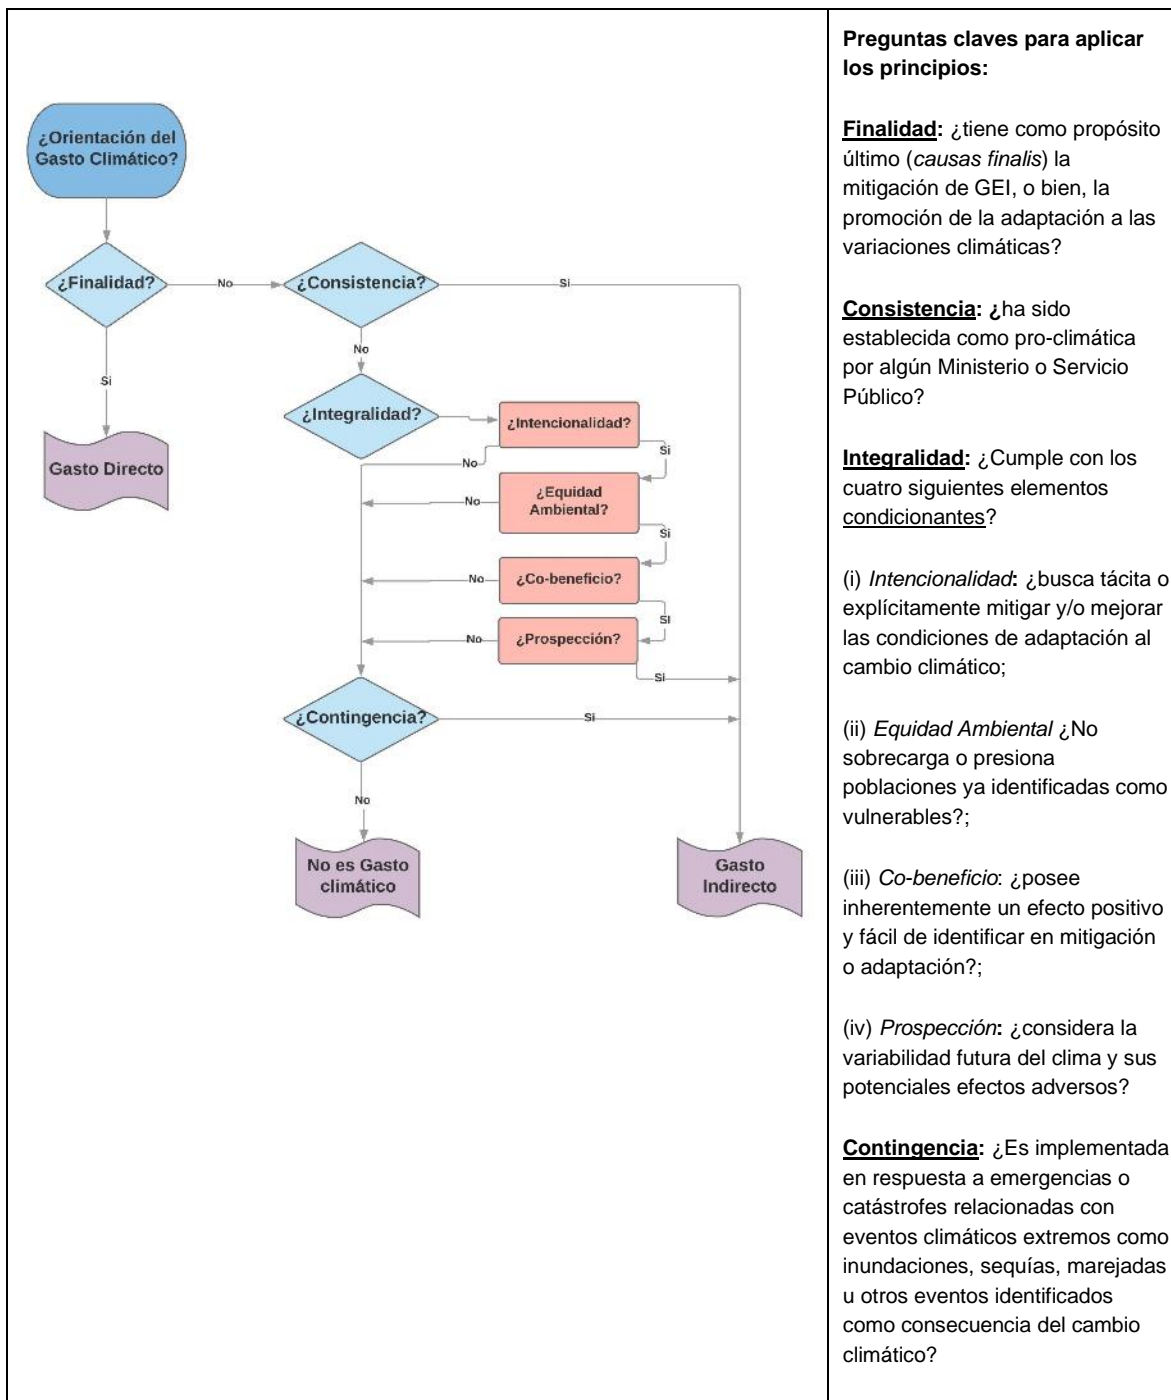 ¿Orientación del
Gasto Climático?
¿Finalidad?
No
¿Consistencia?
Si
No
Si
¿Integralidad?
¿Intencionalidad?
Gasto Directo
No
Si
¿Equidad
Ambiental?
No
Si
¿Co-beneficio?
No
SI
¿Prospección?
No
Si
¿Contingencia?
Si
No
No es Gasto
climático
Gasto
Indirecto
Preguntas claves para aplicar
los principios:
Finalidad: ¿tiene como propósito
último (causas finalis) la
mitigación de GEI, o bien, la
promoción de la adaptación a las
variaciones climáticas?
Consistencia: ¿ha sido
establecida como pro-climática
por algún Ministerio o Servicio
Público?
Integralidad: ¿Cumple con los
cuatro siguientes elementos
condicionantes?
(i) Intencionalidad: ¿busca tácita o
explícitamente mitigar y/o mejorar
las condiciones de adaptación al
cambio climático;
(ii) Equidad Ambiental ¿No
sobrecarga o presiona
poblaciones ya identificadas como
vulnerables?;
(iii) Co-beneficio: ¿posee
inherentemente un efecto positivo
y fácil de identificar en mitigación
o adaptación?;
(iv) Prospección: ¿considera la
variabilidad futura del clima y sus
potenciales efectos adversos?
Contingencia: ¿Es implementada
en respuesta a emergencias o
catástrofes relacionadas con
eventos climáticos extremos como
inundaciones, sequías, marejadas
u otros eventos identificados
como consecuencia del cambio
climático?